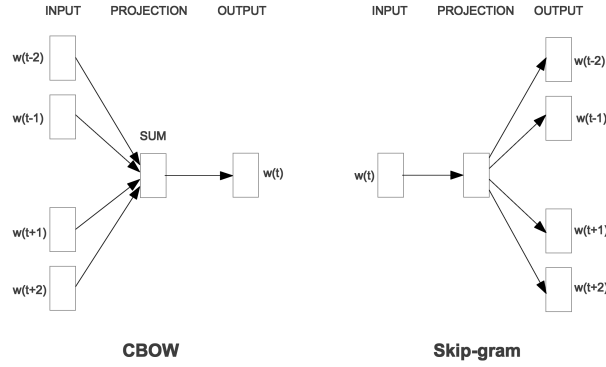 INPUT PROJECTION OUTPUT
w(t-2)
w(t-1)
SUM
w(t)
w(t+1)
w(t+2)
CBOW
INPUT PROJECTION OUTPUT
w(t-2)
w(t-1)
w(t)
w(t+1)
w(t+2)
Skip-gram